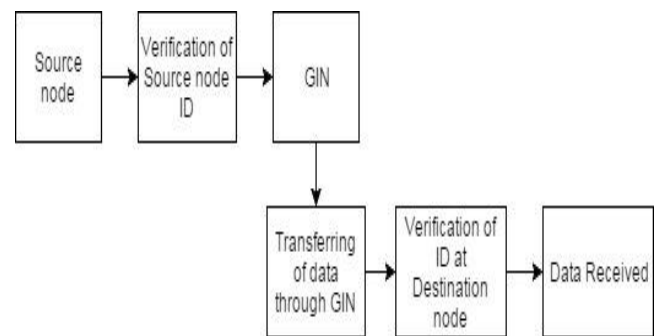 Source
node
Verification of
Source node
ID
GIN
Transferring
of data
through GIN
Verification of
ID at
Destination
node
Data Received